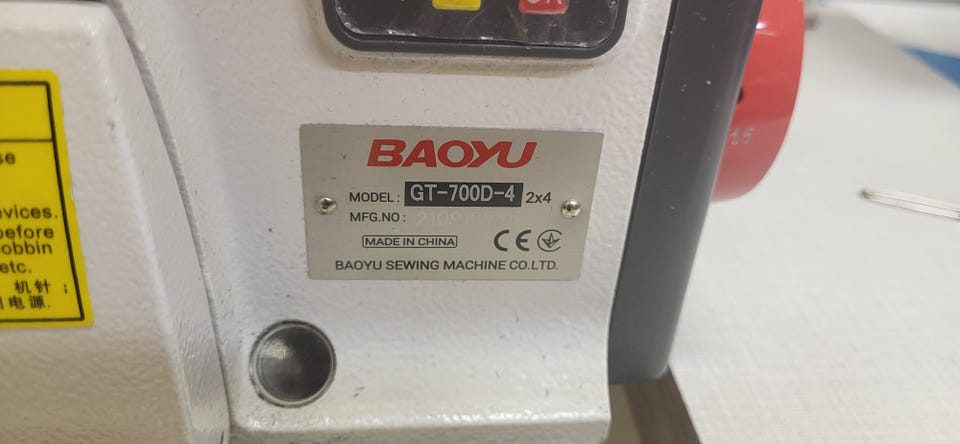 BAOYU
MODEL: GT-700D-4 2x4
MFG.NO:
MADE IN CHINA
CE
BAOYU SEWING MACHINE CO.LTD.
se
evices.
before
obbin
etc.
机针；
电源.
15